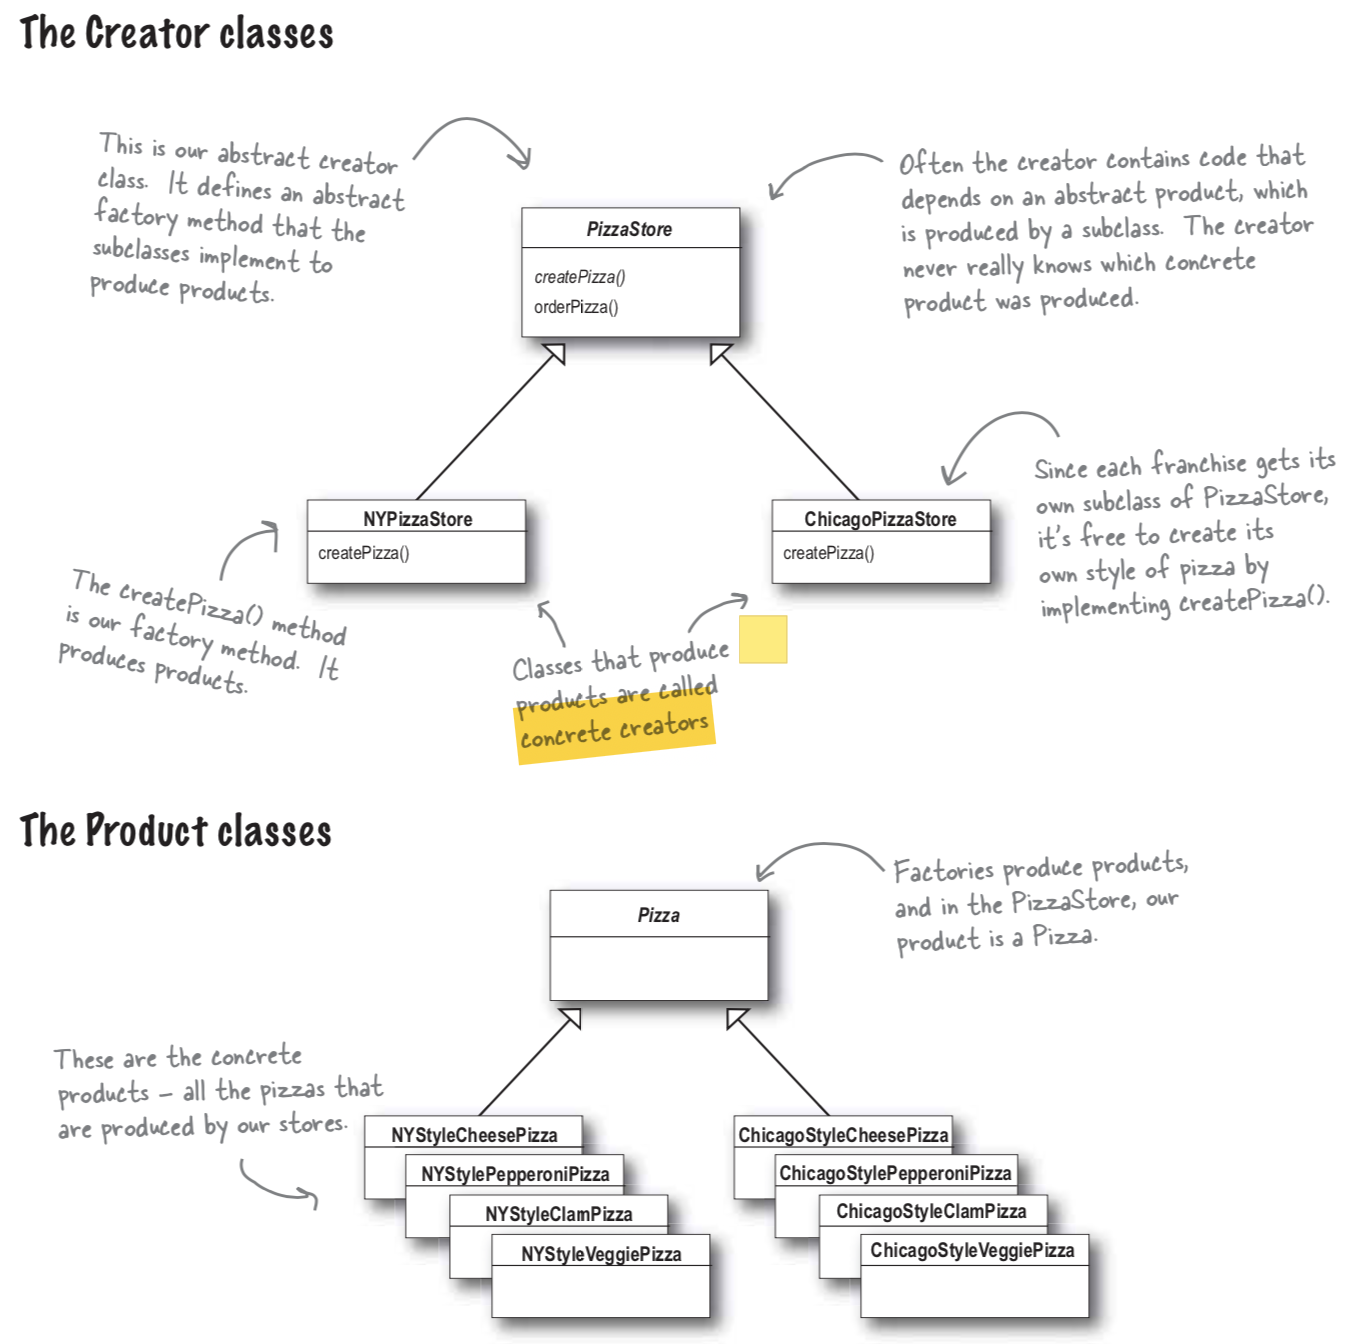 The Creator classes
This is our abstract creator
class. It defines an abstract
factory method that the
subclasses implement to
produce products.
Often the creator contains code that
depends on an abstract product, which
is produced by a subclass. The creator
never really knows which concrete
product was produced.
PizzaStore
createPizza()
orderPizza()
NYPizzaStore
createPizza()
ChicagoPizzaStore
createPizza()
Since each franchise gets its
own subclass of PizzaStore,
it's free to create its
own style of pizza by
implementing createPizza().
The createPizza() method
is our factory method. It
produces products.
Classes that produce
products are called
concrete creators
The Product classes
Factories produce products,
and in the PizzaStore, our
product is a Pizza.
Pizza
These are the concrete
products – all the pizzas that
are produced by our stores.
NYStyleCheesePizza
NYStylePepperoniPizza
NYStyleClamPizza
NYStyleVeggiePizza
ChicagoStyleCheesePizza
ChicagoStylePepperoniPizza
ChicagoStyleClamPizza
ChicagoStyleVeggiePizza